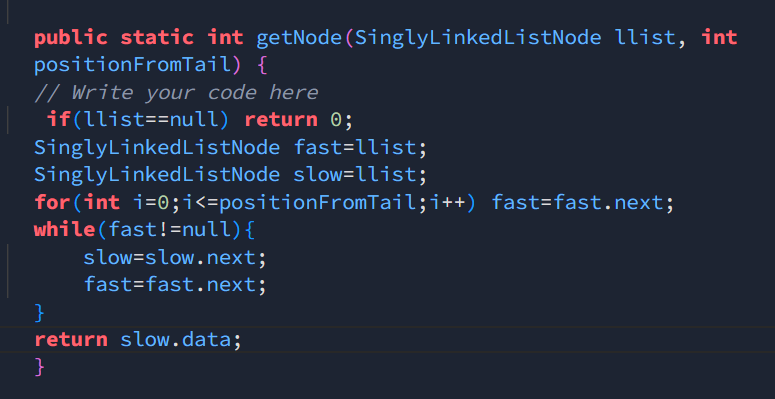 public static int getNode(SinglyLinkedListNode llist, int
positionFromTail) {
// Write your code here
if(llist==null) return 0;
SinglyLinkedListNode fast=llist;
SinglyLinkedListNode slow=llist;
for(int i=0;i<=positionFromTail;i++) fast=fast.next;
while(fast!=null){
slow=slow.next;
fast=fast.next;
}
return slow.data;
}